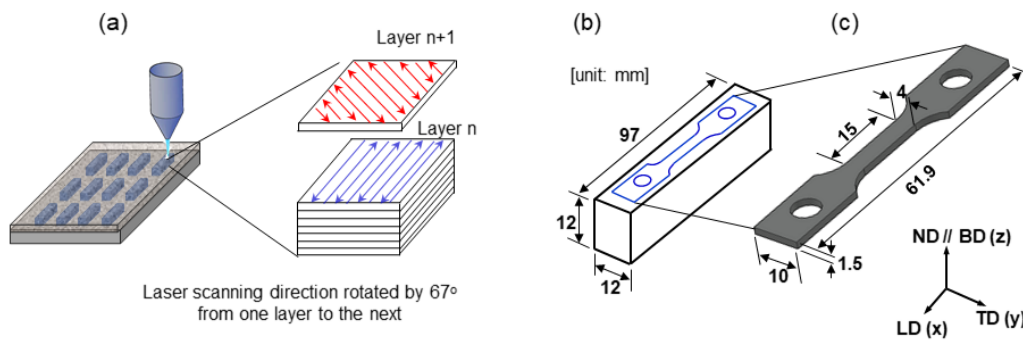 (a)
Layer n+1
Layer n
Laser scanning direction rotated by 67o
from one layer to the next
(b)
[unit: mm]
97
12
12
(c)
4
15
61.9
1.5
10
ND // BD (z)
TD (y)
LD (x)